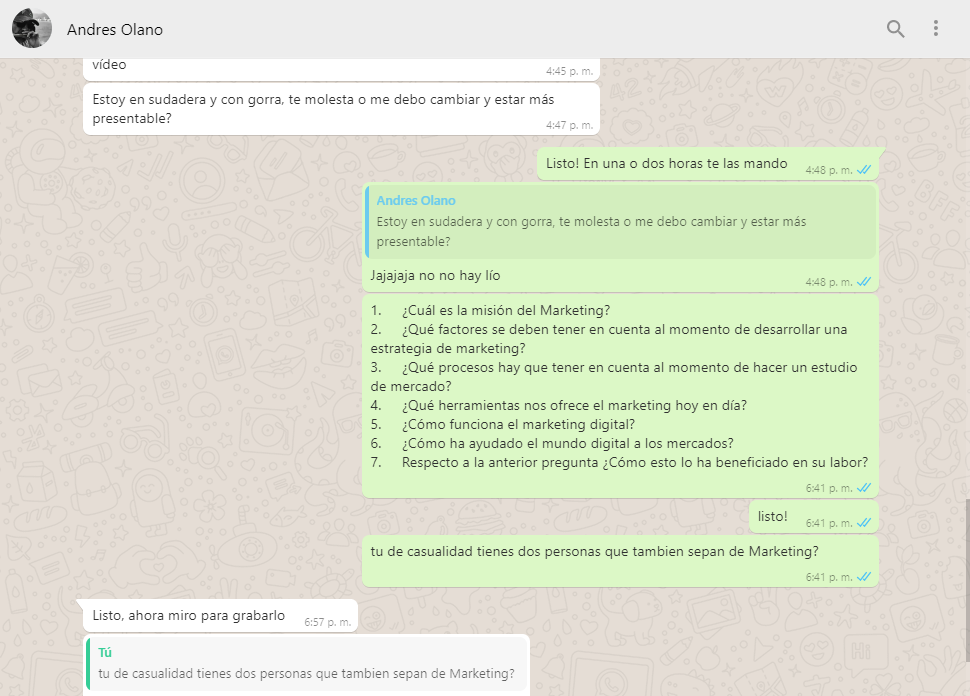 Andres Olano
vídeo
4:45 p. m.
Estoy en sudadera y con gorra, te molesta o me debo cambiar y estar más
presentable?
4:47 p. m.
Listo! En una o dos horas te las mando
4:48 p. m.
Andres Olano
Estoy en sudadera y con gorra, te molesta o me debo cambiar y estar más
presentable?
Jajajaja no no hay lío
4:48 p. m.
1. ¿Cuál es la misión del Marketing?
2. ¿Qué factores se deben tener en cuenta al momento de desarrollar una
estrategia de marketing?
3. ¿Qué procesos hay que tener en cuenta al momento de hacer un estudio
de mercado?
4. ¿Qué herramientas nos ofrece el marketing hoy en día?
5. ¿Cómo funciona el marketing digital?
6. ¿Cómo ha ayudado el mundo digital a los mercados?
7. Respecto a la anterior pregunta ¿Cómo esto lo ha beneficiado en su labor?
6:41 p. m.
listo!
6:41 p. m.
tu de casualidad tienes dos personas que tambien sepan de Marketing?
6:41 p. m.
Listo, ahora miro para grabarlo
6:57 p. m.
Tú
tu de casualidad tienes dos personas que tambien sepan de Marketing?